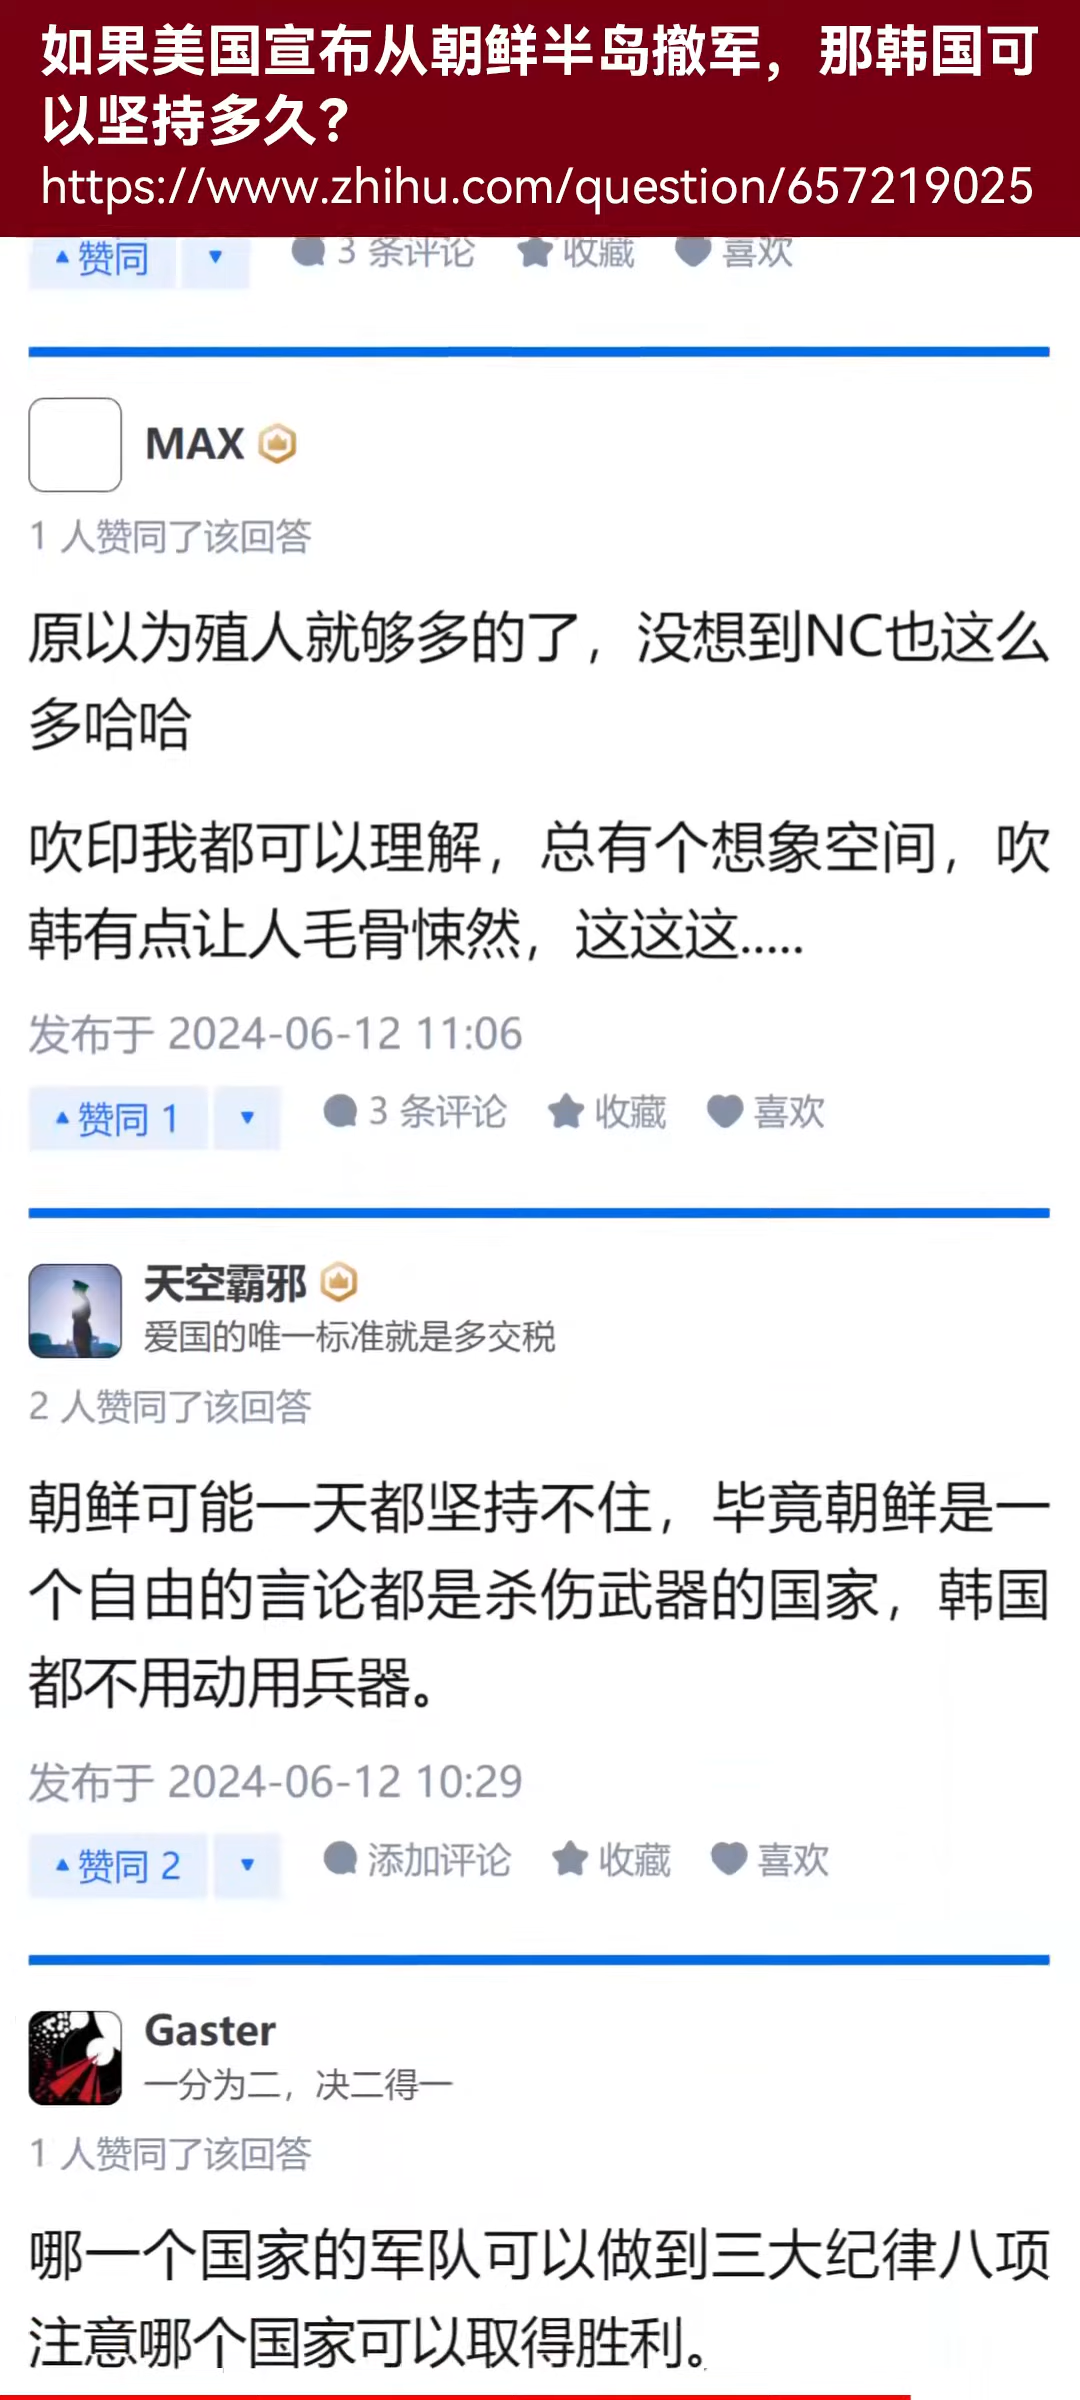 如果美国宣布从朝鲜半岛撤军，那韩国可
以坚持多久？
https://www.zhihu.com/question/657219025
赞同 3 条评论 收藏 喜欢
MAX
1 人赞同了该回答
原以为殖人就够多的了，没想到NC也这么
多哈哈
吹印我都可以理解，总有个想象空间，吹
韩有点让人毛骨悚然，这这这.....
发布于 2024-06-12 11:06
赞同 1 3 条评论 收藏 喜欢
天空霸邪
爱国的唯一标准就是多交税
2 人赞同了该回答
朝鲜可能一天都坚持不住，毕竟朝鲜是一
个自由的言论都是杀伤武器的国家，韩国
都不用动用兵器。
发布于 2024-06-12 10:29
赞同 2 添加评论 收藏 喜欢
Gaster
一分为二，决二得一
1 人赞同了该回答
哪一个国家的军队可以做到三大纪律八项
注意哪个国家可以取得胜利。